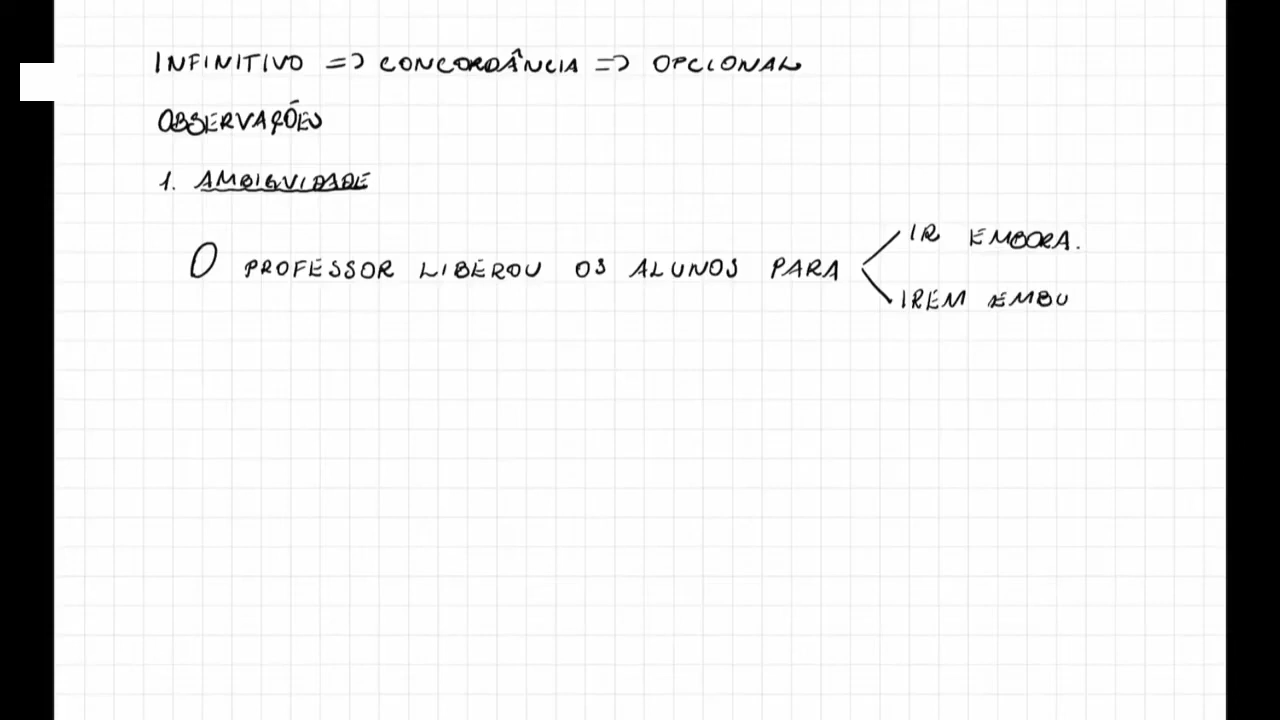 INFINITIVO => CONCORDÂNCIA => OPCIONAL
OBSERVAÇÕES
1. AMBIGUIDADE
O PROFESSOR LIBEROU OS ALUNOS PARA
IR EMBORA.
IREM EMBO